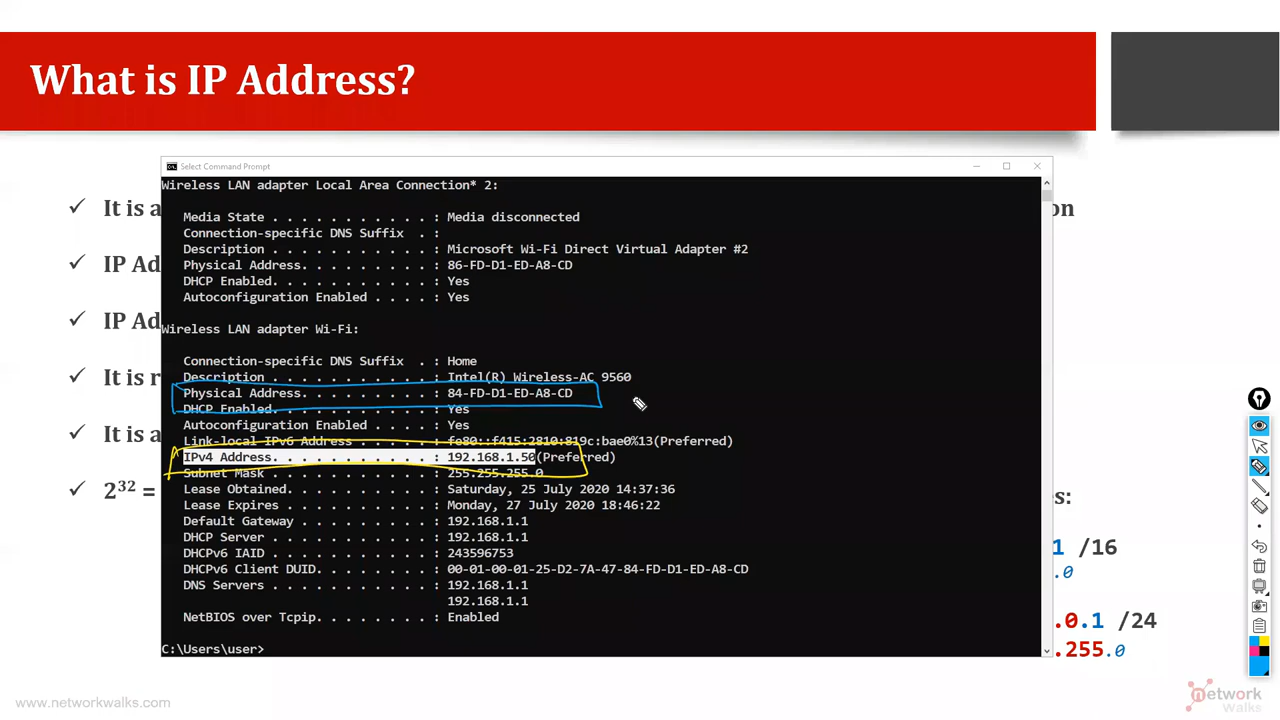 What is IP Address?
Select Command Prompt
Wireless LAN adapter Local Area Connection* 2:
Media State . . . . . . . . . . . : Media disconnected
Connection-specific DNS Suffix  . :
Description . . . . . . . . . . . : Microsoft Wi-Fi Direct Virtual Adapter #2
Physical Address. . . . . . . . . : 86-FD-D1-ED-A8-CD
DHCP Enabled. . . . . . . . . . . : Yes
Autoconfiguration Enabled . . . . : Yes
Wireless LAN adapter Wi-Fi:
Connection-specific DNS Suffix  . : Home
Description . . . . . . . . . . . : Intel(R) Wireless-AC 9560
Physical Address. . . . . . . . . : 84-FD-D1-ED-A8-CD
DHCP Enabled. . . . . . . . . . . : Yes
Autoconfiguration Enabled . . . . : Yes
Link-local IPv6 Address . . . . . : fe80::f415:2810:819c:bae0%13(Preferred)
IPv4 Address. . . . . . . . . . . : 192.168.1.50(Preferred)
Subnet Mask . . . . . . . . . . . : 255.255.255.0
Lease Obtained. . . . . . . . . . : Saturday, 25 July 2020 14:37:36
Lease Expires . . . . . . . . . . : Monday, 27 July 2020 18:46:22
Default Gateway . . . . . . . . . : 192.168.1.1
DHCP Server . . . . . . . . . . . : 192.168.1.1
DHCPv6 IAID . . . . . . . . . . . : 243596753
DHCPv6 Client DUID. . . . . . . . : 00-01-00-01-25-D2-7A-47-84-FD-D1-ED-A8-CD
DNS Servers . . . . . . . . . . . : 192.168.1.1
192.168.1.1
NetBIOS over Tcpip. . . . . . . . : Enabled
C:\Users\user>
It is a
on
IP Ad
IP Ad
It is r
It is a
2³² =
es:
1 /16
.0
.0.1 /24
.255.0
www.networkwalks.com
network
Walks